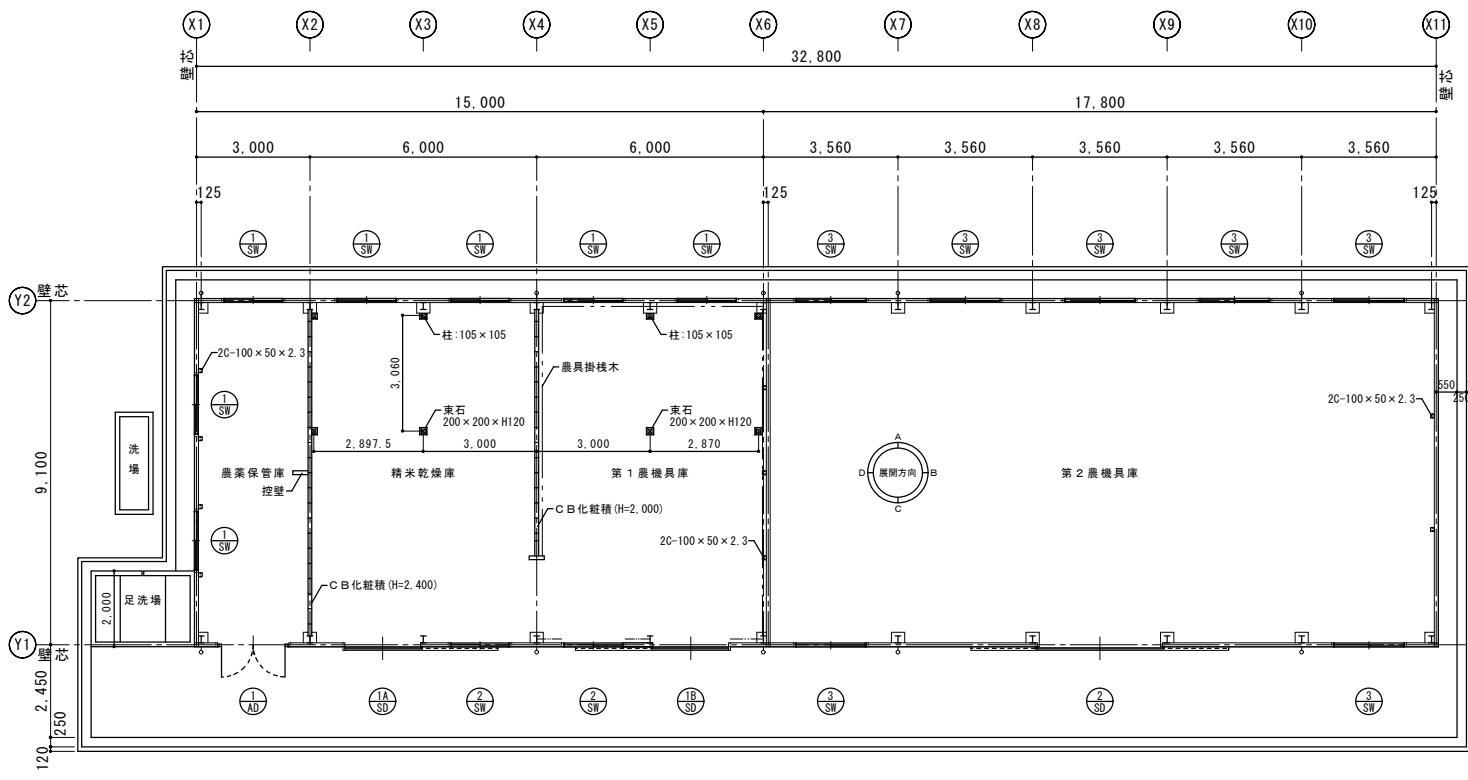 X1 X2 X3 X4 X5 X6 X7 X8 X9 X10 X11
壁芯
32,800
壁芯
15,000 17,800
3,000 6,000 6,000 3,560 3,560 3,560 3,560 3,560
125 125 125
1 SW
1 SW
1 SW
1 SW
1 SW
3 SW
3 SW
3 SW
3 SW
3 SW
Y2 壁芯
柱:105×105
柱:105×105
2C-100×50×2.3
農具掛桟木
3,060
1 SW
550
250
2C-100×50×2.3
束石
200×200×H120
束石
200×200×H120
2,897.5 3,000 3,000 2,870
洗場
農薬保管庫
控壁
精米乾燥庫
第1農機具庫
A
D 展開方向 B
C
第2農機具庫
9,100
CB化粧積(H=2,000)
1 SW
2C-100×50×2.3
CB化粧積(H=2,400)
足洗場
2,000
Y1 壁芯
2,450
250
120
1 AD
1A SD
2 SW
2 SW
1B SD
3 SW
2 SD
3 SW